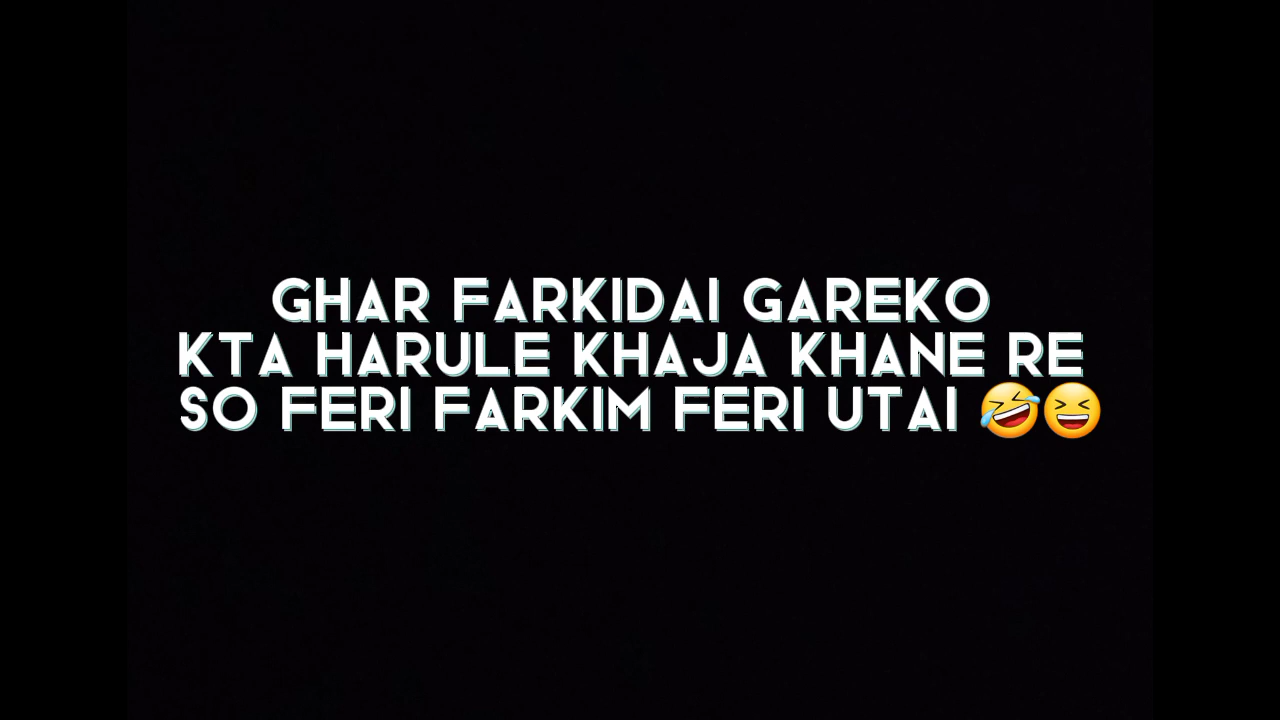 GHAR FARKIDAI GAREKO
KTA HARULE KHAJA KHANE RE
SO FERI FARKIM FERI UTAI 🤣😆